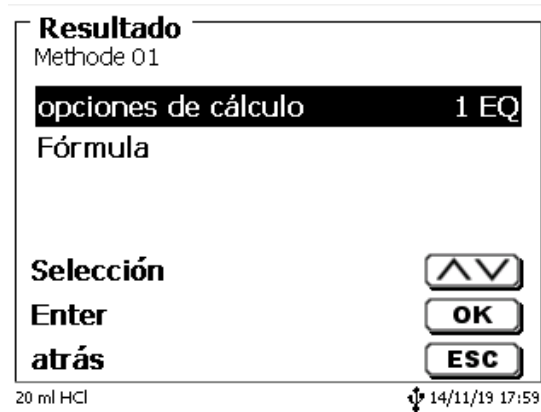 Resultado
Methode 01
opciones de cálculo 1 EQ
Fórmula
Selección
Enter OK
atrás ESC
20 ml HCl 14/11/19 17:59